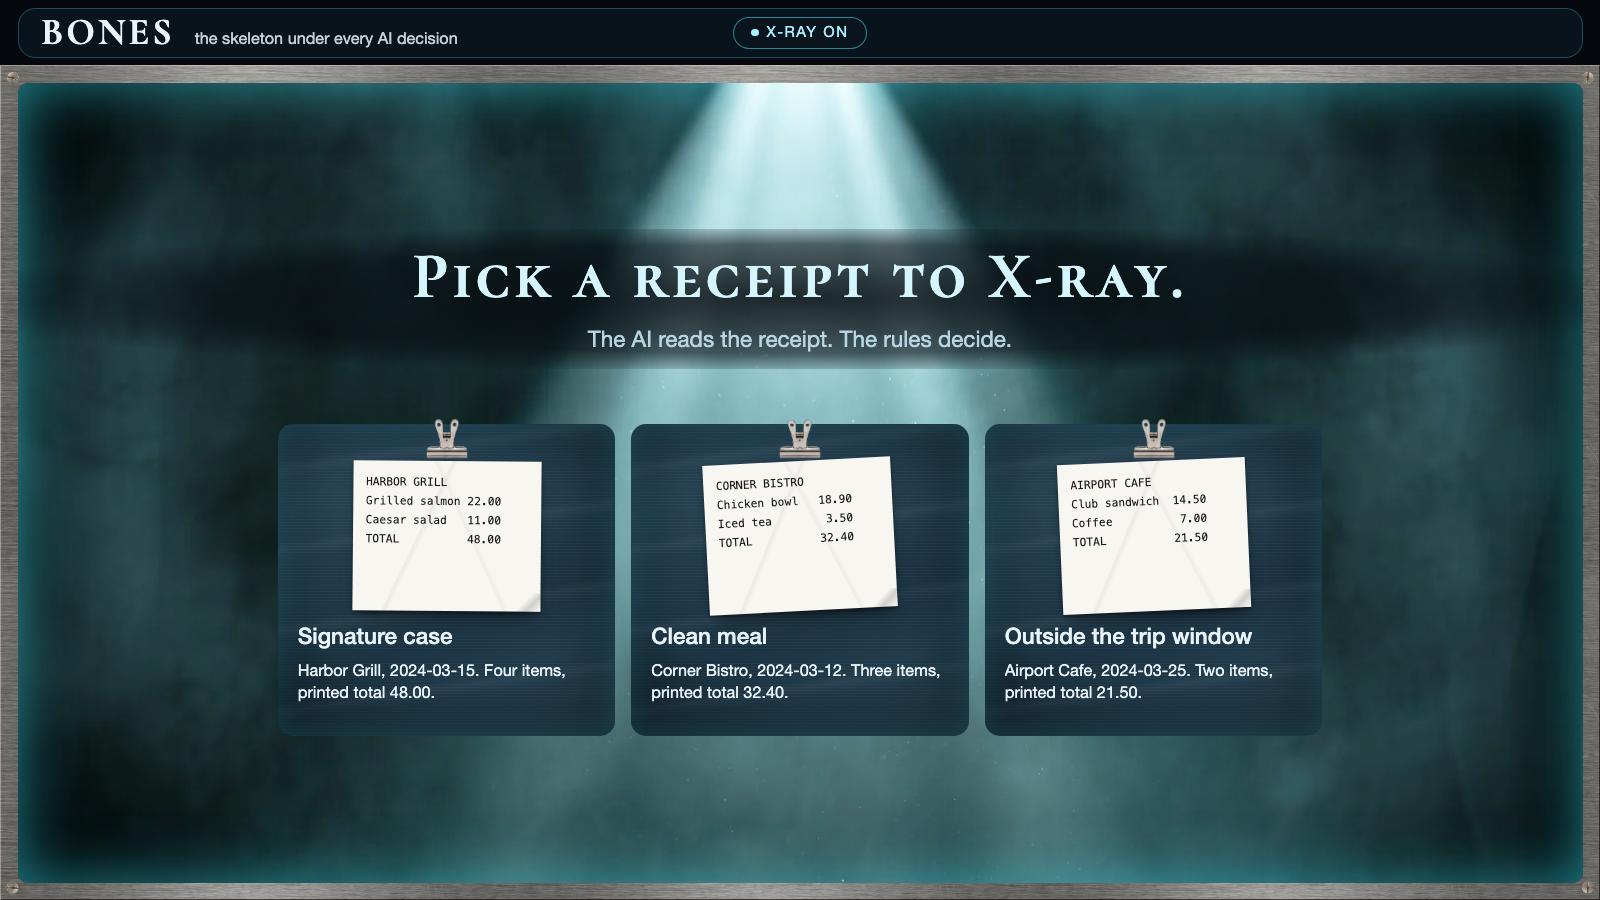 BONES
the skeleton under every AI decision
X-RAY ON
PICK A RECEIPT TO X-RAY.
The AI reads the receipt. The rules decide.
HARBOR GRILL
Grilled salmon 22.00
Caesar salad 11.00
TOTAL 48.00
Signature case
Harbor Grill, 2024-03-15. Four items,
printed total 48.00.
CORNER BISTRO
Chicken bowl 18.90
Iced tea 3.50
TOTAL 32.40
Clean meal
Corner Bistro, 2024-03-12. Three items,
printed total 32.40.
AIRPORT CAFE
Club sandwich 14.50
Coffee 7.00
TOTAL 21.50
Outside the trip window
Airport Cafe, 2024-03-25. Two items,
printed total 21.50.